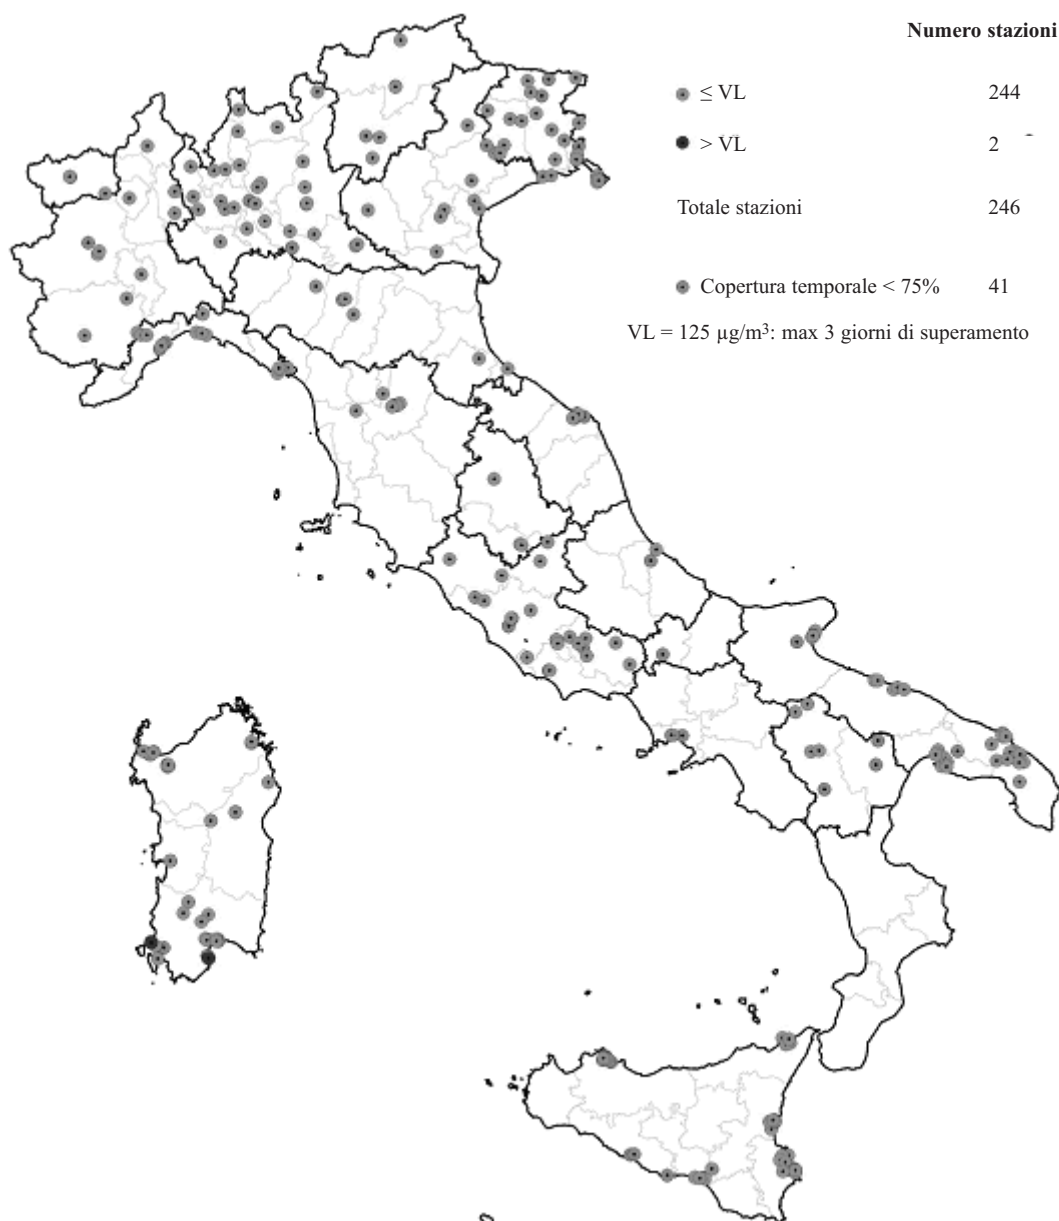 Numero stazioni
≤ VL 244
> VL 2
Totale stazioni 246
Copertura temporale < 75% 41
VL = 125 µg/m³: max 3 giorni di superamento